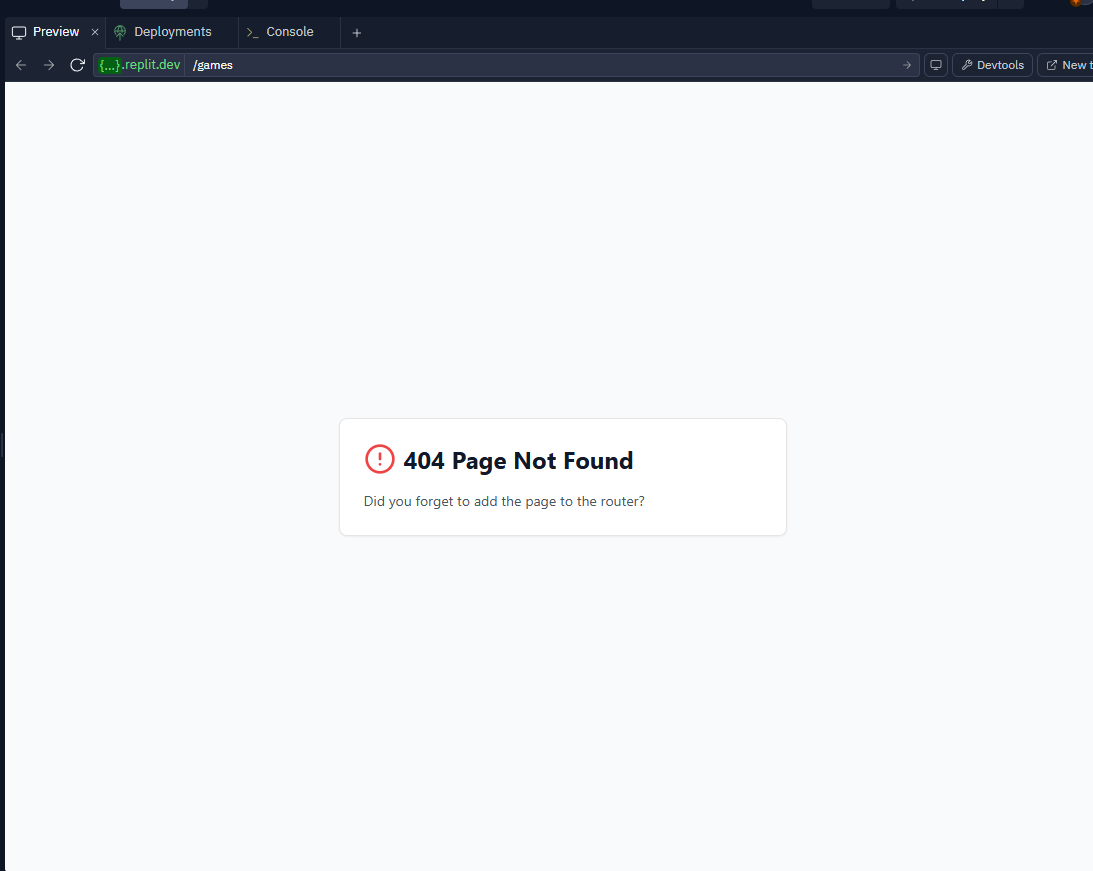 Preview
Deployments
Console
{...}.replit.dev /games
Devtools
New t
404 Page Not Found
Did you forget to add the page to the router?